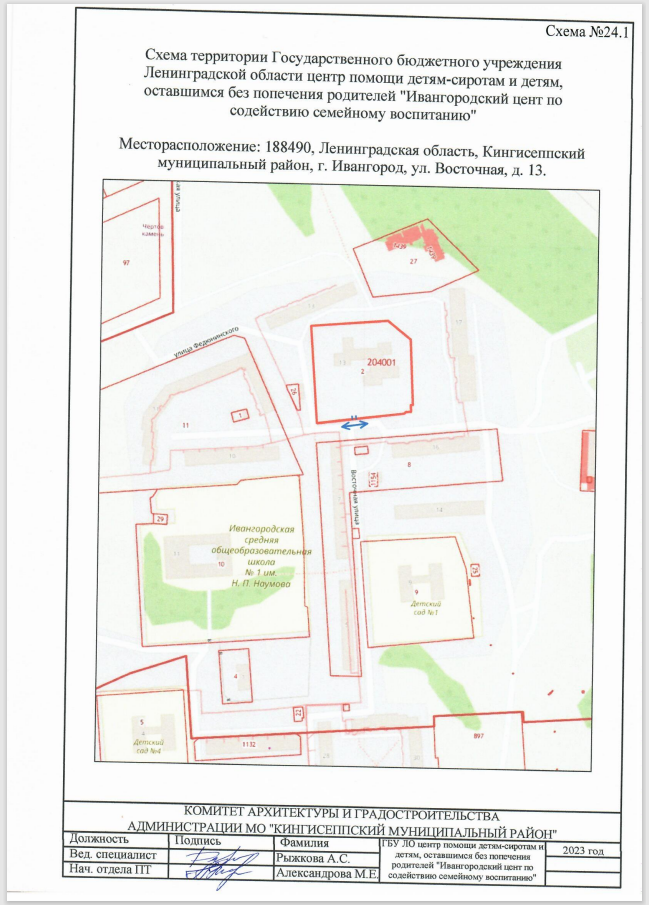 Схема №24.1
Схема территории Государственного бюджетного учреждения
Ленинградской области центр помощи детям-сиротам и детям,
оставшимся без попечения родителей "Ивангородский цент по
содействию семейному воспитанию"
Месторасположение: 188490, Ленинградская область, Кингисеппский
муниципальный район, г. Ивангород, ул. Восточная, д. 13.
Чертов
камень
97
27
улица Федюнинского
204001
2
26
1
11
8
1154
Восточная улица
29
10
Ивангородская
средняя
общеобразовательная
школа
№ 1 им.
Н. П. Наумова
9
Детский
сад №1
4
22
5
Детский
сад №4
1132
897
КОМИТЕТ АРХИТЕКТУРЫ И ГРАДОСТРОИТЕЛЬСТВА
АДМИНИСТРАЦИИ МО "КИНГИСЕППСКИЙ МУНИЦИПАЛЬНЫЙ РАЙОН"
Должность Подпись Фамилия
Вед. специалист Рыжкова А.С.
Нач. отдела ПТ Александрова М.Е.
ГБУ ЛО центр помощи детям-сиротам и
детям, оставшимся без попечения
родителей "Ивангородский цент по
содействию семейному воспитанию"
2023 год